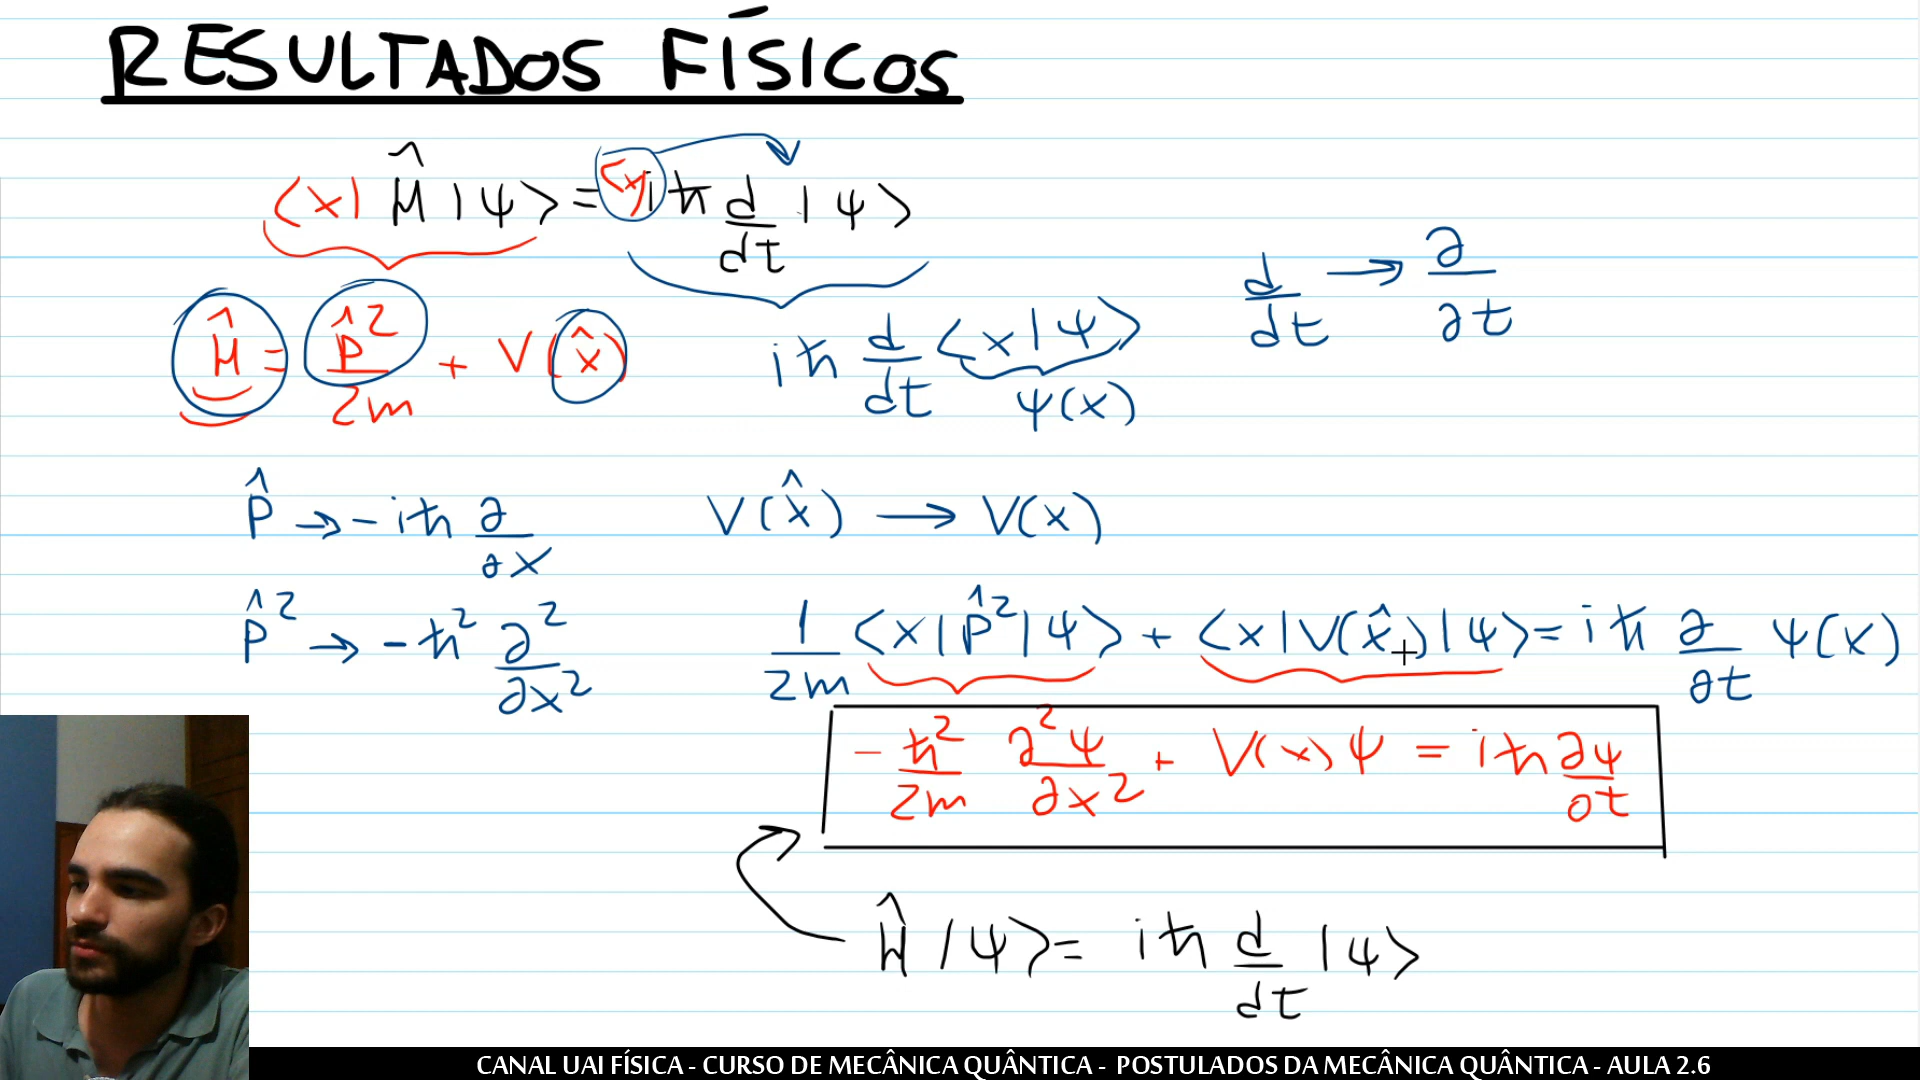 RESULTADOS FÍSICOS
⟨x| Ĥ |ψ⟩ = ⟨x| iħ d/dt |ψ⟩
d/dt → ∂/∂t
Ĥ = P̂²/2m + V(x̂)
iħ d/dt ⟨x|ψ⟩
ψ(x)
P̂ → -iħ ∂/∂x
V(x̂) → V(x)
P̂² → -ħ² ∂²/∂x²
1/2m ⟨x|P̂²|ψ⟩ + ⟨x|V(x̂)|ψ⟩ = iħ ∂/∂t ψ(x)
-ħ²/2m ∂²ψ/∂x² + V(x)ψ = iħ ∂ψ/∂t
Ĥ |ψ⟩ = iħ d/dt |ψ⟩
CANAL UAI FÍSICA - CURSO DE MECÂNICA QUÂNTICA - POSTULADOS DA MECÂNICA QUÂNTICA - AULA 2.6